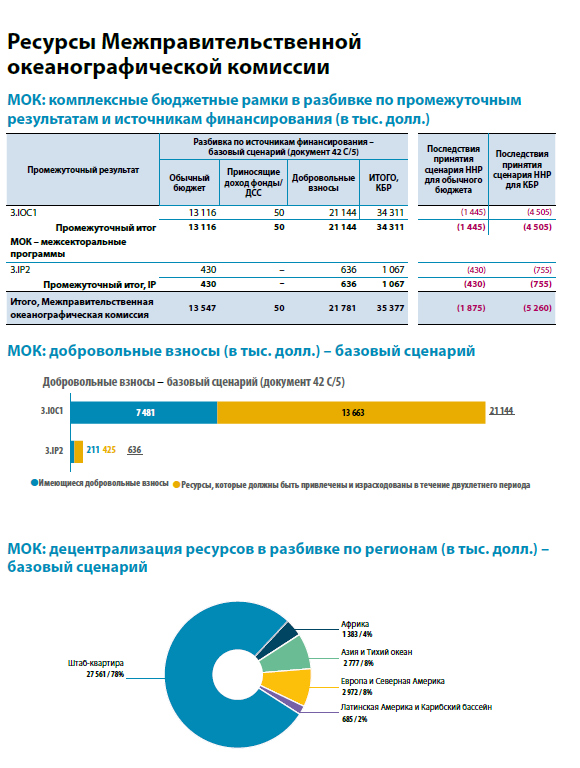 Ресурсы Межправительственной
океанографической комиссии
МОК: комплексные бюджетные рамки в разбивке по промежуточным
результатам и источникам финансирования (в тыс. долл.)
Промежуточный результат
Разбивка по источникам финансирования –
базовый сценарий (документ 42 C/5)
Обычный
бюджет
Приносящие
доход фонды/
ДСС
Добровольные
взносы
ИТОГО,
КБР
Последствия
принятия
сценария ННР
для обычного
бюджета
Последствия
принятия
сценария ННР
для КБР
3.IOC1 13 116 50 21 144 34 311 (1 445) (4 505)
Промежуточный итог 13 116 50 21 144 34 311 (1 445) (4 505)
МОК – межсекторальные
программы
3.IP2 430 – 636 1 067 (430) (755)
Промежуточный итог, IP 430 – 636 1 067 (430) (755)
Итого, Межправительственная
океанографическая комиссия 13 547 50 21 781 35 377 (1 875) (5 260)
МОК: добровольные взносы (в тыс. долл.) – базовый сценарий
Добровольные взносы – базовый сценарий (документ 42 C/5)
3.IOC1 7 481 13 663 21 144
3.IP2 211 425 636
Имеющиеся добровольные взносы Ресурсы, которые должны быть привлечены и израсходованы в течение двухлетнего периода
МОК: децентрализация ресурсов в разбивке по регионам (в тыс. долл.) –
базовый сценарий
Африка
1 383 / 4%
Азия и Тихий океан
2 777 / 8%
Штаб-квартира
27 561 / 78%
Европа и Северная Америка
2 972 / 8%
Латинская Америка и Карибский бассейн
685 / 2%